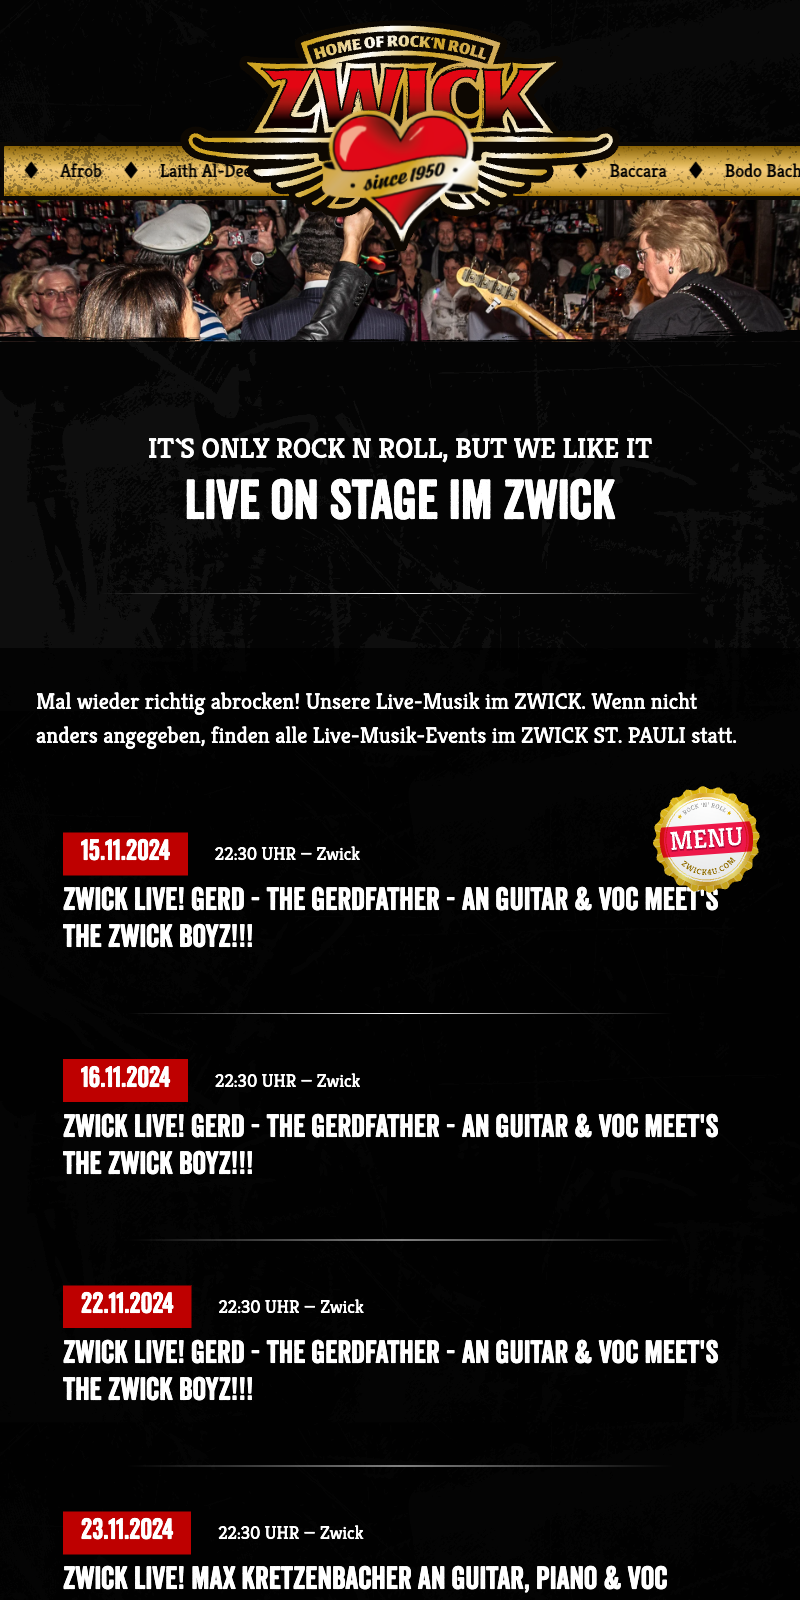 HOME OF ROCK'N ROLL
ZWICK
Afrob
Laith Al-Dee
since 1950
Baccara
Bodo Bach
IT`S ONLY ROCK N ROLL, BUT WE LIKE IT
LIVE ON STAGE IM ZWICK
Mal wieder richtig abrocken! Unsere Live-Musik im ZWICK. Wenn nicht
anders angegeben, finden alle Live-Musik-Events im ZWICK ST. PAULI statt.
ROCK 'N' ROLL
MENU
ZWICK4U.COM
15.11.2024
22:30 UHR – Zwick
ZWICK LIVE! GERD - THE GERDFATHER - AN GUITAR & VOC MEET'S
THE ZWICK BOYZ!!!
16.11.2024
22:30 UHR – Zwick
ZWICK LIVE! GERD - THE GERDFATHER - AN GUITAR & VOC MEET'S
THE ZWICK BOYZ!!!
22.11.2024
22:30 UHR – Zwick
ZWICK LIVE! GERD - THE GERDFATHER - AN GUITAR & VOC MEET'S
THE ZWICK BOYZ!!!
23.11.2024
22:30 UHR – Zwick
ZWICK LIVE! MAX KRETZENBACHER AN GUITAR, PIANO & VOC